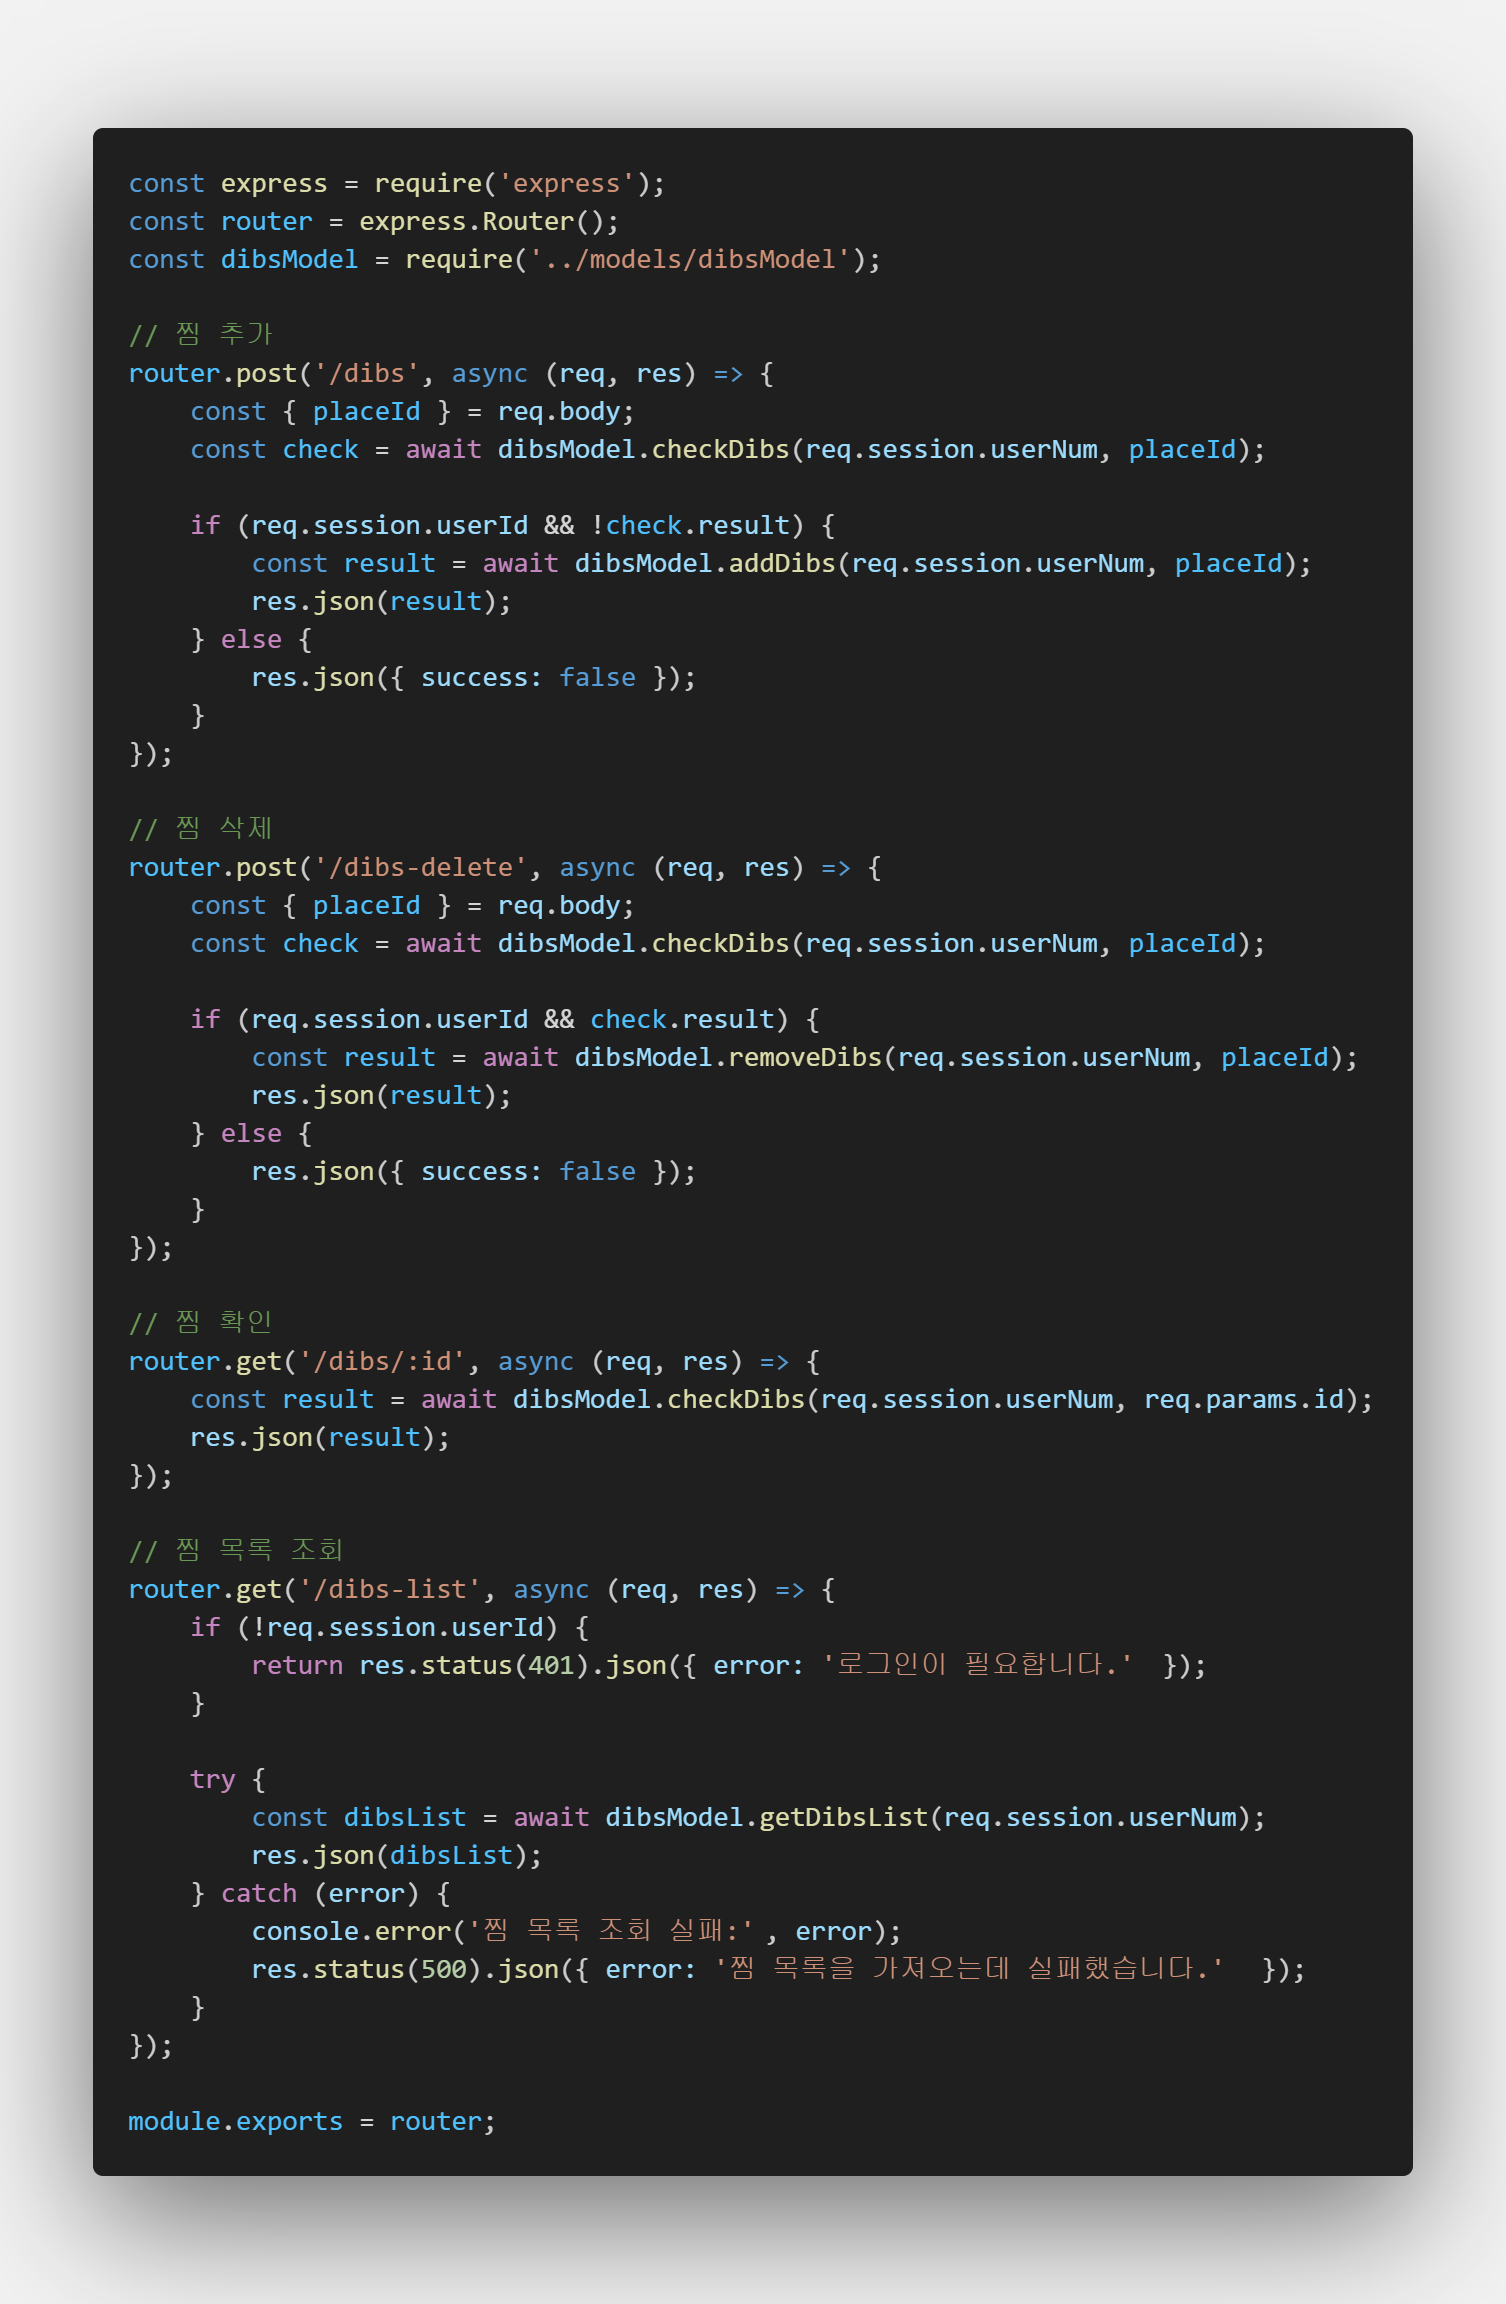 const express = require('express');
const router = express.Router();
const dibsModel = require('../models/dibsModel');

// 찜 추가
router.post('/dibs', async (req, res) => {
    const { placeId } = req.body;
    const check = await dibsModel.checkDibs(req.session.userNum, placeId);

    if (req.session.userId && !check.result) {
        const result = await dibsModel.addDibs(req.session.userNum, placeId);
        res.json(result);
    } else {
        res.json({ success: false });
    }
});

// 찜 삭제
router.post('/dibs-delete', async (req, res) => {
    const { placeId } = req.body;
    const check = await dibsModel.checkDibs(req.session.userNum, placeId);

    if (req.session.userId && check.result) {
        const result = await dibsModel.removeDibs(req.session.userNum, placeId);
        res.json(result);
    } else {
        res.json({ success: false });
    }
});

// 찜 확인
router.get('/dibs/:id', async (req, res) => {
    const result = await dibsModel.checkDibs(req.session.userNum, req.params.id);
    res.json(result);
});

// 찜 목록 조회
router.get('/dibs-list', async (req, res) => {
    if (!req.session.userId) {
        return res.status(401).json({ error: '로그인이 필요합니다.' });
    }

    try {
        const dibsList = await dibsModel.getDibsList(req.session.userNum);
        res.json(dibsList);
    } catch (error) {
        console.error('찜 목록 조회 실패:', error);
        res.status(500).json({ error: '찜 목록을 가져오는데 실패했습니다.' });
    }
});

module.exports = router;